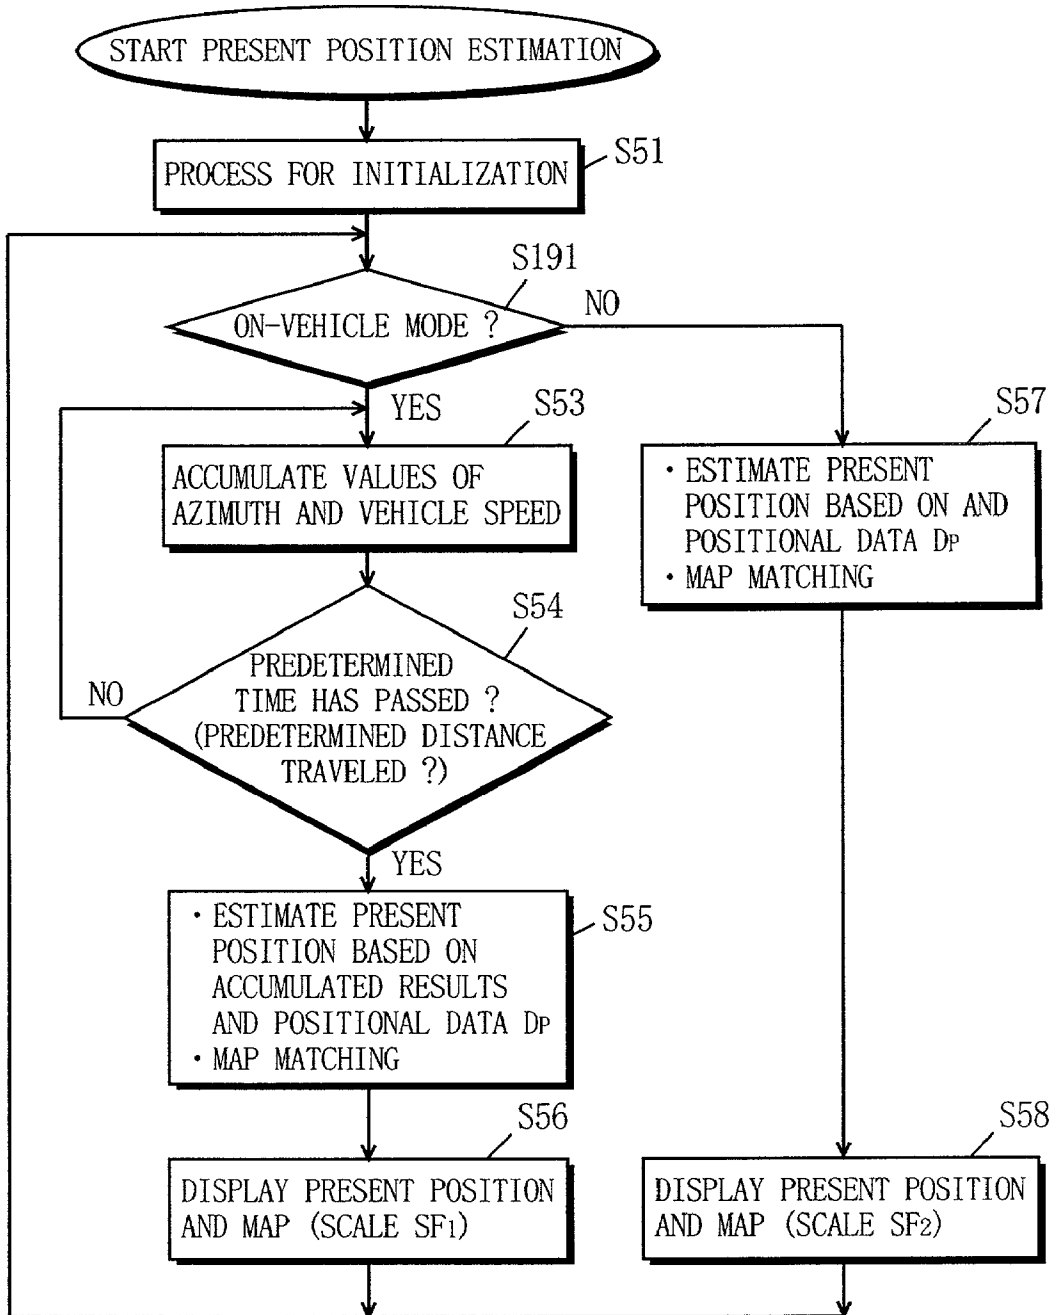 START PRESENT POSITION ESTIMATION
S51
PROCESS FOR INITIALIZATION
S191
ON-VEHICLE MODE ?
NO
YES
S53
ACCUMULATE VALUES OF
AZIMUTH AND VEHICLE SPEED
S57
・ESTIMATE PRESENT
POSITION BASED ON AND
POSITIONAL DATA DP
・MAP MATCHING
S54
PREDETERMINED
TIME HAS PASSED ?
(PREDETERMINED DISTANCE
TRAVELED ?)
NO
YES
S55
・ESTIMATE PRESENT
POSITION BASED ON
ACCUMULATED RESULTS
AND POSITIONAL DATA DP
・MAP MATCHING
S56
DISPLAY PRESENT POSITION
AND MAP (SCALE SF1)
S58
DISPLAY PRESENT POSITION
AND MAP (SCALE SF2)